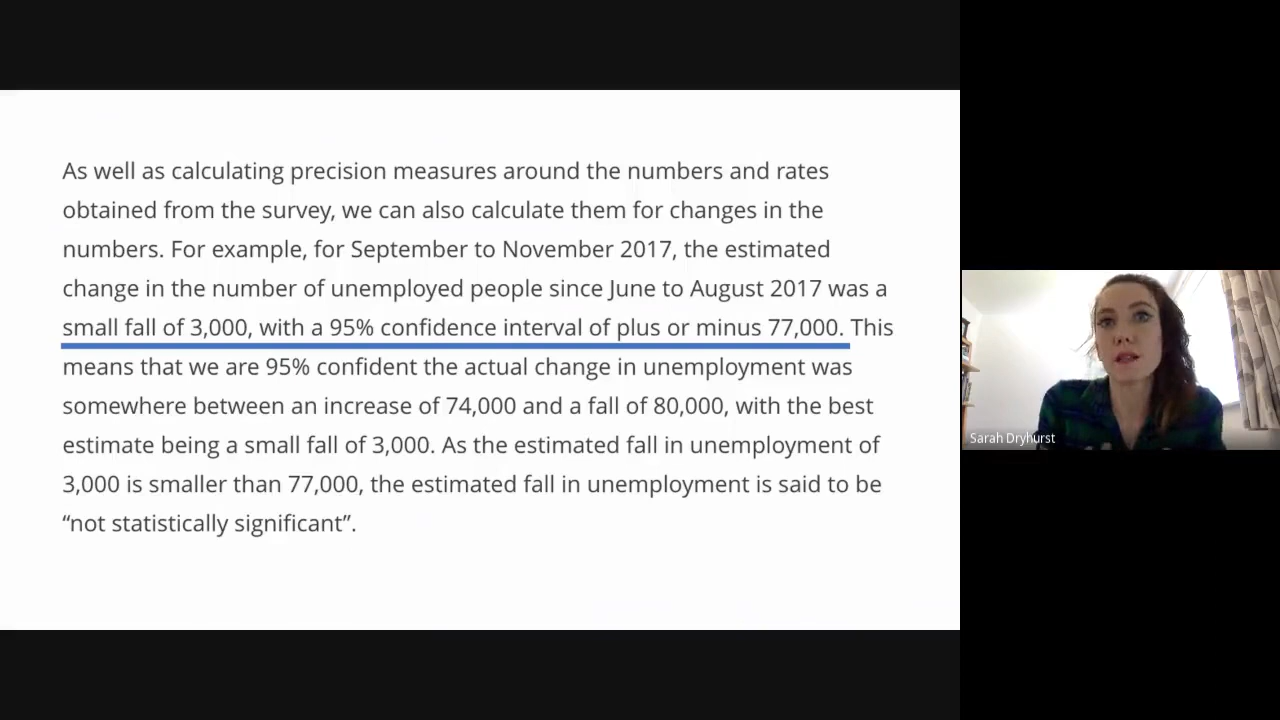 As well as calculating precision measures around the numbers and rates
obtained from the survey, we can also calculate them for changes in the
numbers. For example, for September to November 2017, the estimated
change in the number of unemployed people since June to August 2017 was a
small fall of 3,000, with a 95% confidence interval of plus or minus 77,000. This
means that we are 95% confident the actual change in unemployment was
somewhere between an increase of 74,000 and a fall of 80,000, with the best
estimate being a small fall of 3,000. As the estimated fall in unemployment of
3,000 is smaller than 77,000, the estimated fall in unemployment is said to be
“not statistically significant”.
Sarah Dryhurst